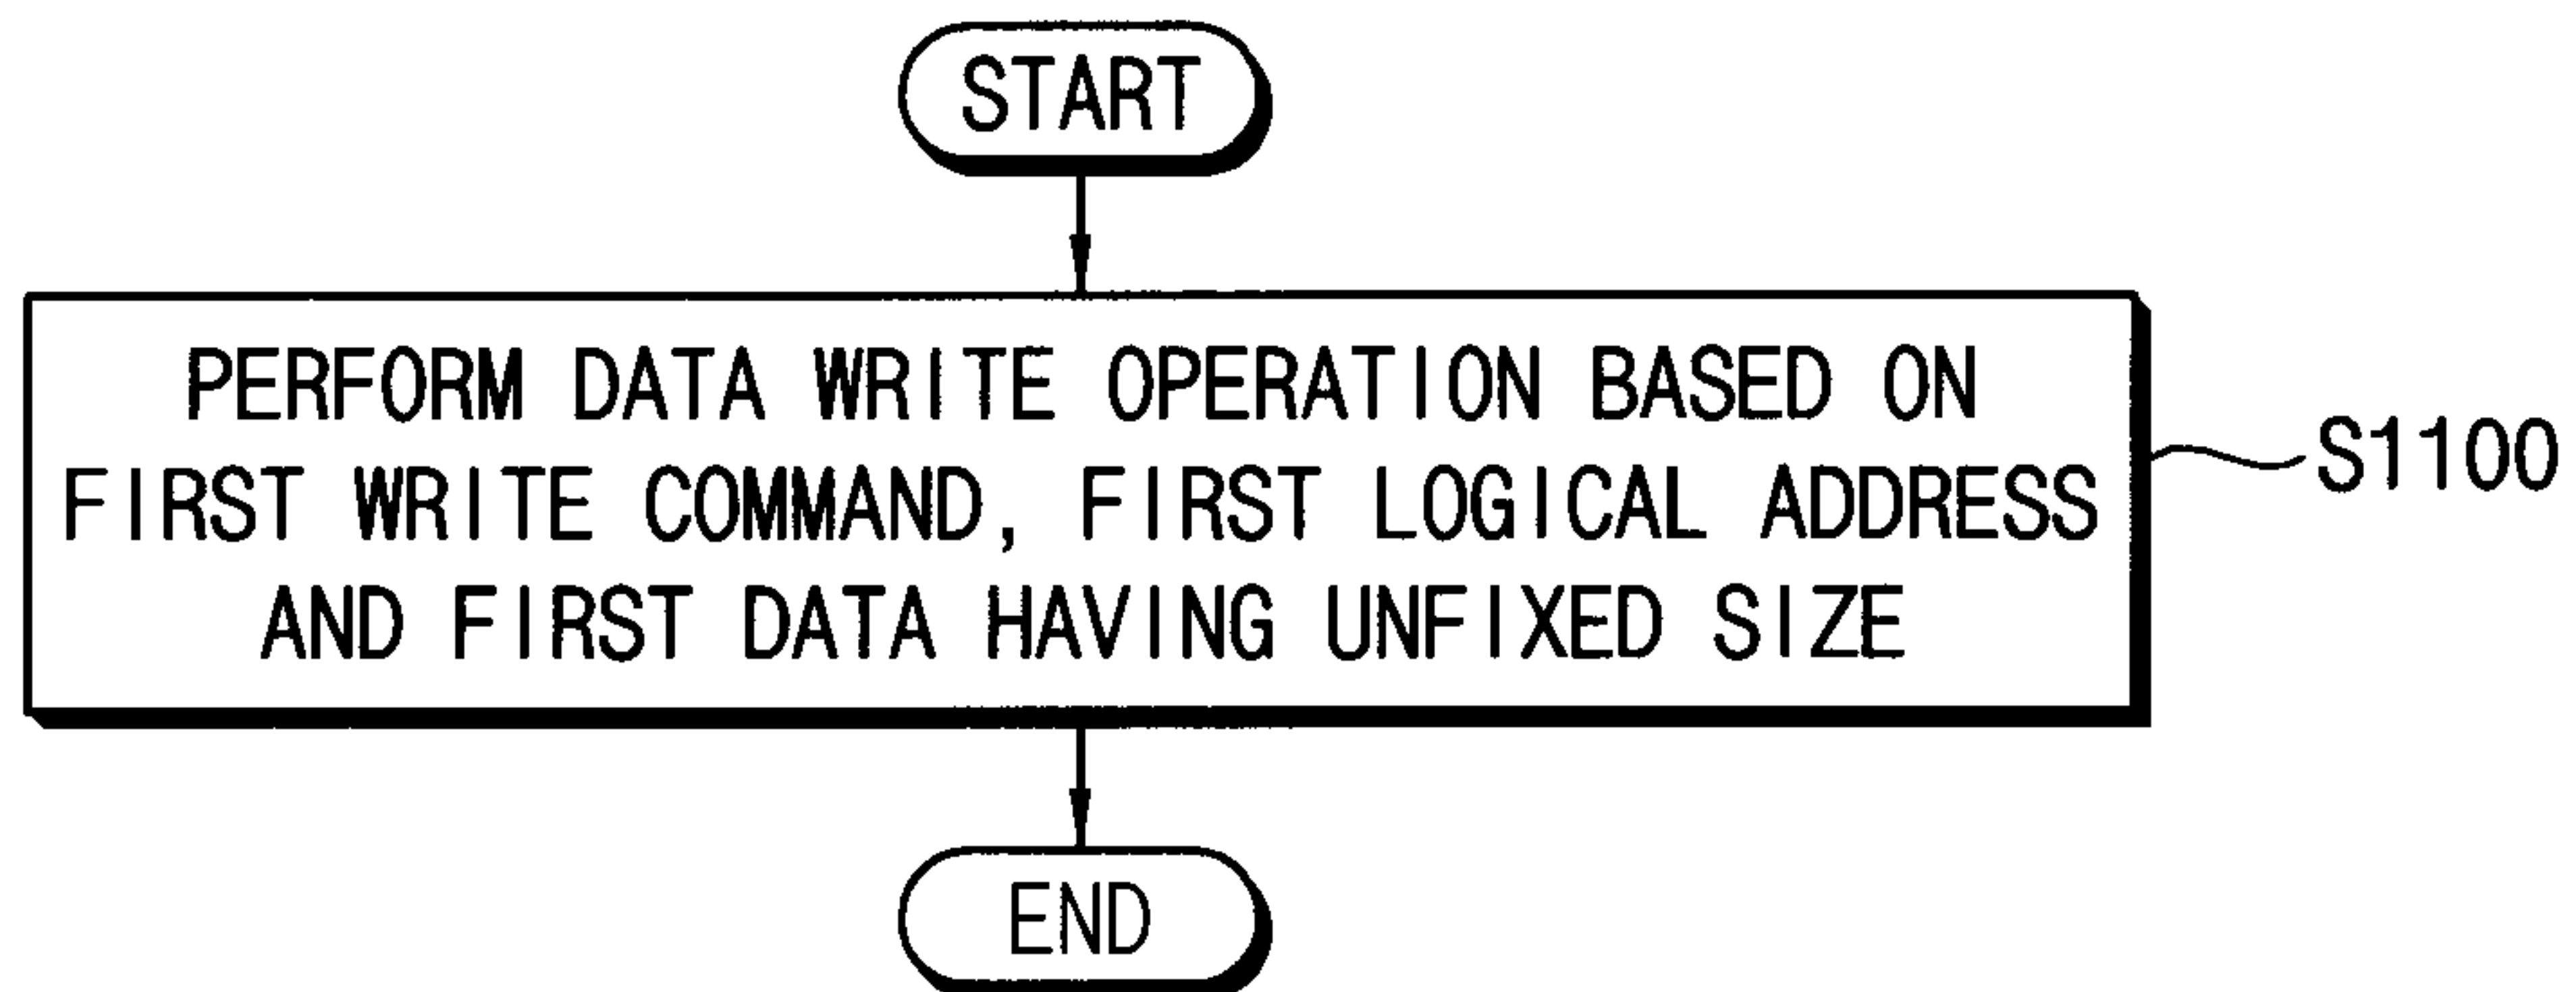 START
PERFORM DATA WRITE OPERATION BASED ON
FIRST WRITE COMMAND, FIRST LOGICAL ADDRESS
AND FIRST DATA HAVING UNFIXED SIZE
S1100
END